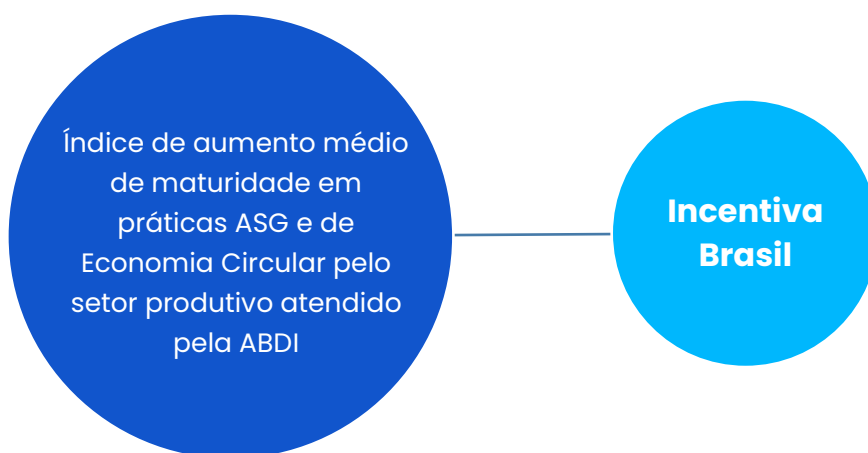 Índice de aumento médio
de maturidade em
práticas ASG e de
Economia Circular pelo
setor produtivo atendido
pela ABDI
Incentiva
Brasil